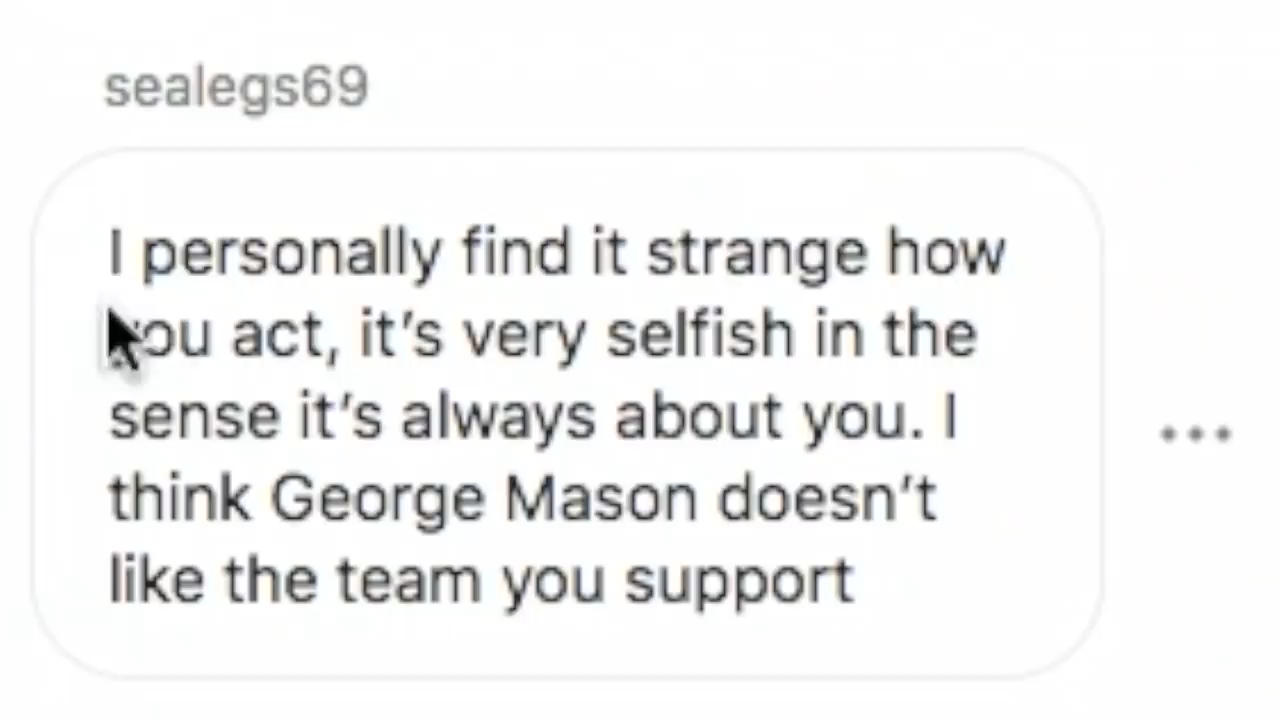 sealegs69
I personally find it strange how
you act, it’s very selfish in the
sense it’s always about you. I
think George Mason doesn’t
like the team you support